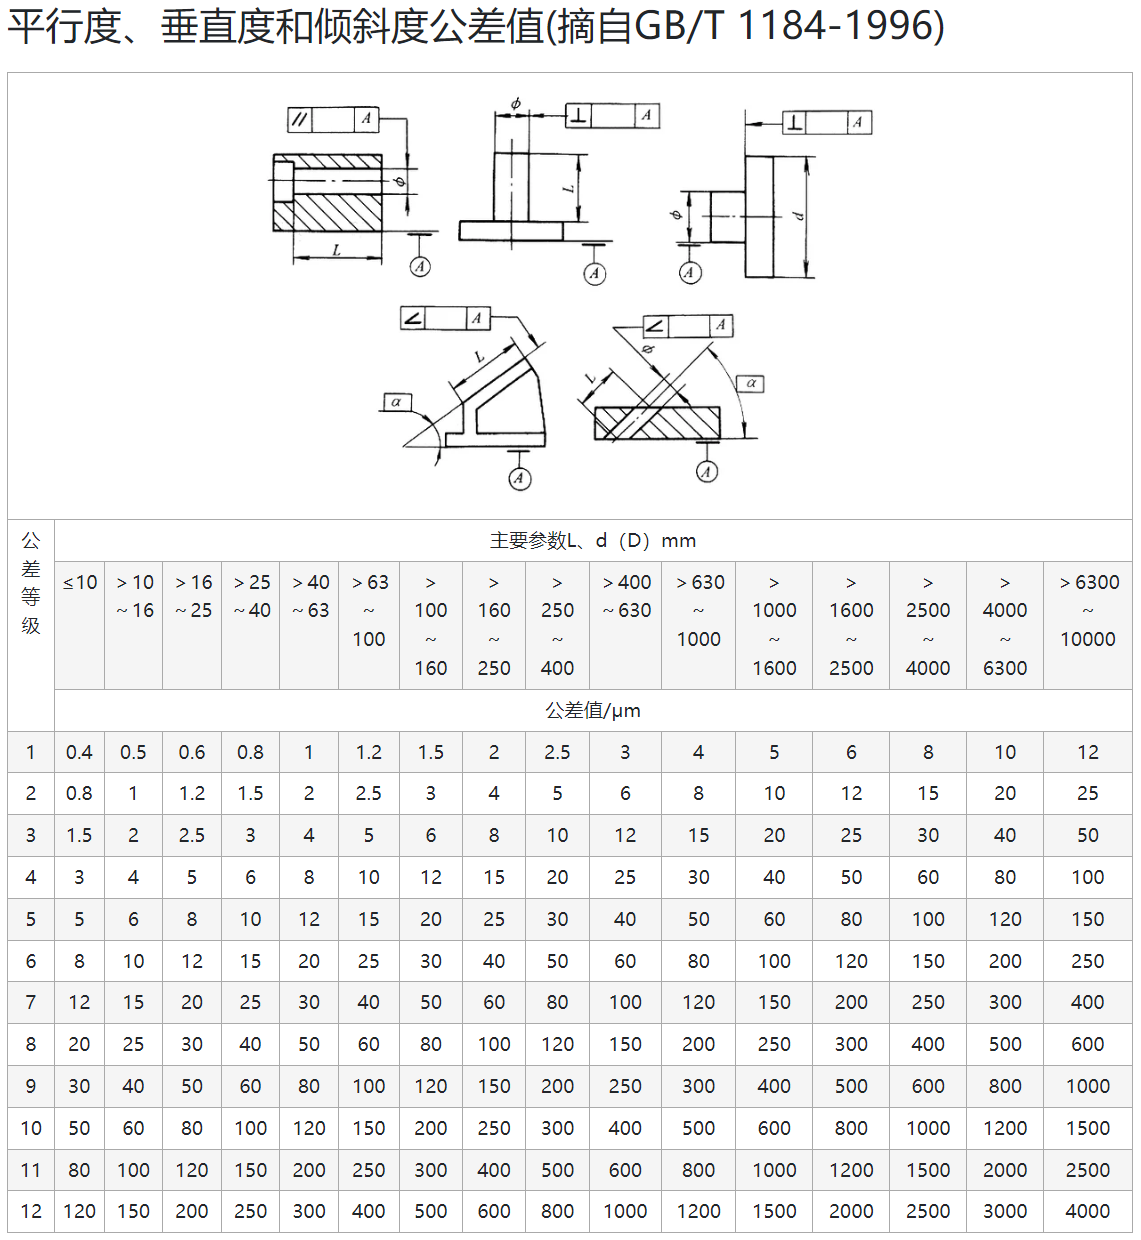 平行度、垂直度和倾斜度公差值(摘自GB/T 1184-1996)
// A
ϕ
L
A
ϕ
⊥ A
L
A
⊥ A
ϕ
d
A
∠ A
L
α
A
∠ A
ϕ
L
α
A
公差等级
主要参数L、d（D）mm
≤10 ＞10～16 ＞16～25 ＞25～40 ＞40～63 ＞63～100 ＞100～160 ＞160～250 ＞250～400 ＞400～630 ＞630～1000 ＞1000～1600 ＞1600～2500 ＞2500～4000 ＞4000～6300 ＞6300～10000
公差值/μm
1 0.4 0.5 0.6 0.8 1 1.2 1.5 2 2.5 3 4 5 6 8 10 12
2 0.8 1 1.2 1.5 2 2.5 3 4 5 6 8 10 12 15 20 25
3 1.5 2 2.5 3 4 5 6 8 10 12 15 20 25 30 40 50
4 3 4 5 6 8 10 12 15 20 25 30 40 50 60 80 100
5 5 6 8 10 12 15 20 25 30 40 50 60 80 100 120 150
6 8 10 12 15 20 25 30 40 50 60 80 100 120 150 200 250
7 12 15 20 25 30 40 50 60 80 100 120 150 200 250 300 400
8 20 25 30 40 50 60 80 100 120 150 200 250 300 400 500 600
9 30 40 50 60 80 100 120 150 200 250 300 400 500 600 800 1000
10 50 60 80 100 120 150 200 250 300 400 500 600 800 1000 1200 1500
11 80 100 120 150 200 250 300 400 500 600 800 1000 1200 1500 2000 2500
12 120 150 200 250 300 400 500 600 800 1000 1200 1500 2000 2500 3000 4000